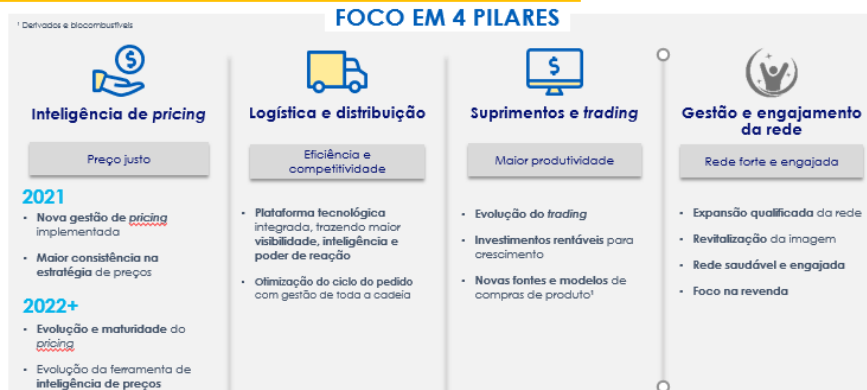 FOCO EM 4 PILARES
¹ Derivados e biocombustíveis
Inteligência de pricing
Preço justo
2021
• Nova gestão de pricing
implementada
• Maior consistência na
estratégia de preços
2022+
• Evolução e maturidade do
pricing
• Evolução da ferramenta de
inteligência de preços
Logística e distribuição
Eficiência e
competitividade
• Plataforma tecnológica
integrada, trazendo maior
visibilidade, inteligência e
poder de reação
• Otimização do ciclo do pedido
com gestão de toda a cadeia
Suprimentos e trading
Maior produtividade
• Evolução do trading
• Investimentos rentáveis para
crescimento
• Novas fontes e modelos de
compras de produto¹
Gestão e engajamento
da rede
Rede forte e engajada
• Expansão qualificada da rede
• Revitalização da imagem
• Rede saudável e engajada
• Foco na revenda